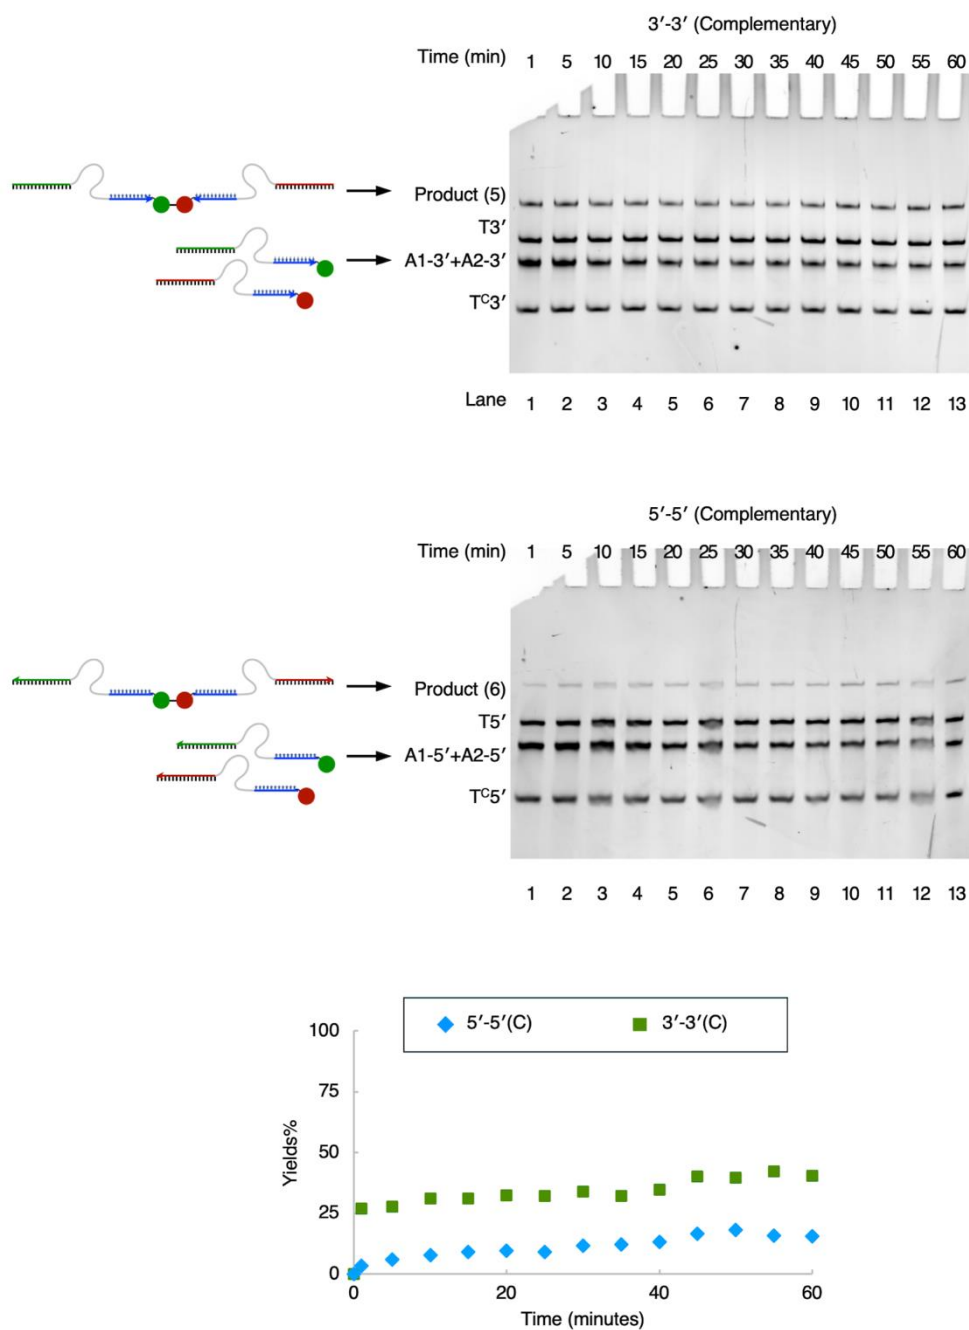 3′-3′ (Complementary)
Time (min) 1 5 10 15 20 25 30 35 40 45 50 55 60
Product (5)
T3′
A1-3′+A2-3′
Tᶜ3′
Lane 1 2 3 4 5 6 7 8 9 10 11 12 13
5′-5′ (Complementary)
Time (min) 1 5 10 15 20 25 30 35 40 45 50 55 60
Product (6)
T5′
A1-5′+A2-5′
Tᶜ5′
1 2 3 4 5 6 7 8 9 10 11 12 13
5′-5′(C) 3′-3′(C)
100
75
50
25
0
Yields%
0 20 40 60
Time (minutes)